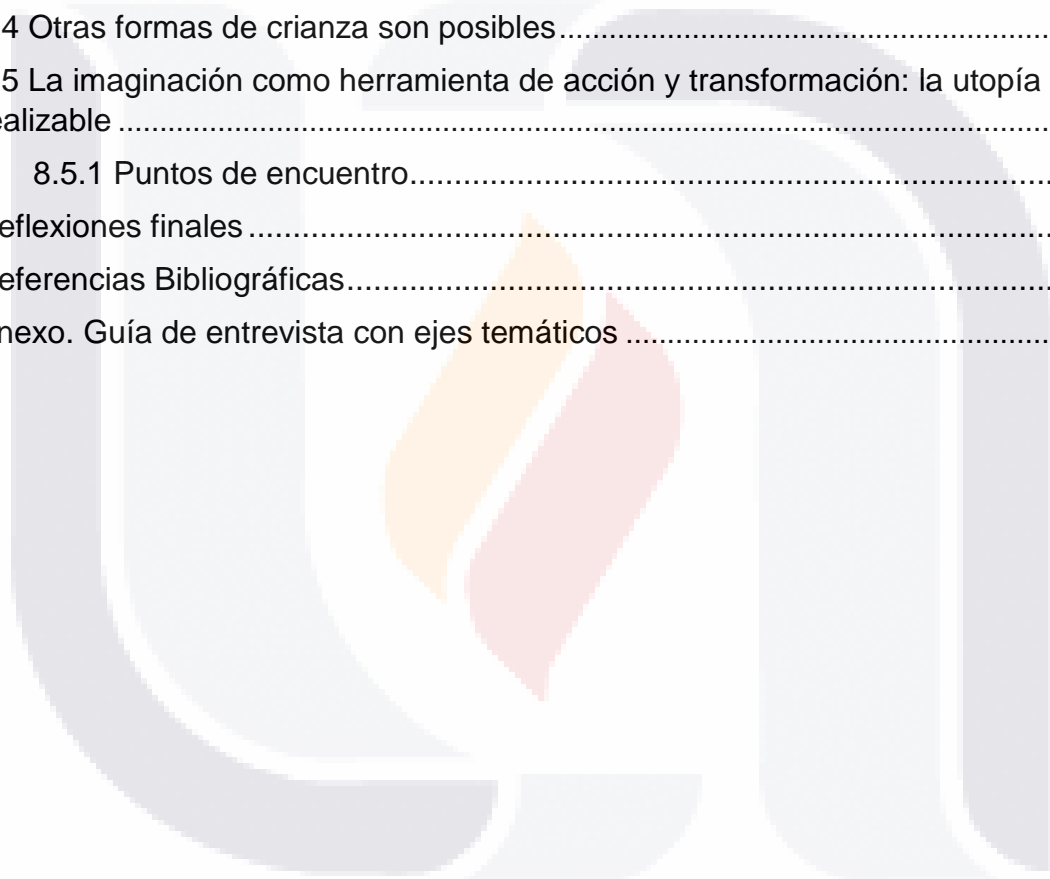 4 Otras formas de crianza son posibles ........................................................
5 La imaginación como herramienta de acción y transformación: la utopía
ealizable ........................................................................................................
8.5.1 Puntos de encuentro..........................................................................
eflexiones finales ............................................................................................
eferencias Bibliográficas................................................................................
nexo. Guía de entrevista con ejes temáticos ................................................